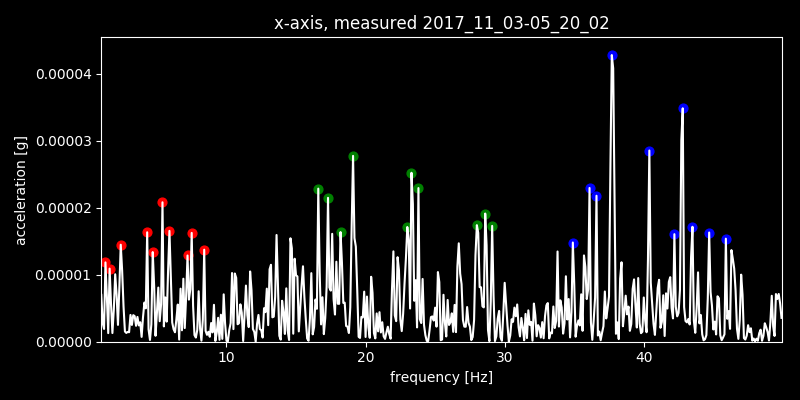 x-axis, measured 2017_11_03-05_20_02
0.00004
0.00003
0.00002
0.00001
0.00000
acceleration [g]
10 20 30 40
frequency [Hz]